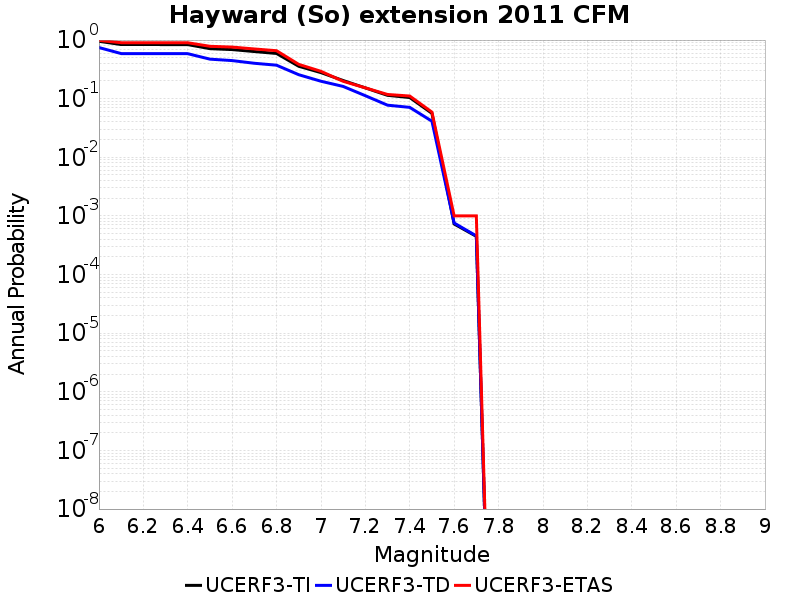 Hayward (So) extension 2011 CFM
Annual Probability
10^0
10^-1
10^-2
10^-3
10^-4
10^-5
10^-6
10^-7
10^-8
6 6.2 6.4 6.6 6.8 7 7.2 7.4 7.6 7.8 8 8.2 8.4 8.6 8.8 9
Magnitude
UCERF3-TI UCERF3-TD UCERF3-ETAS